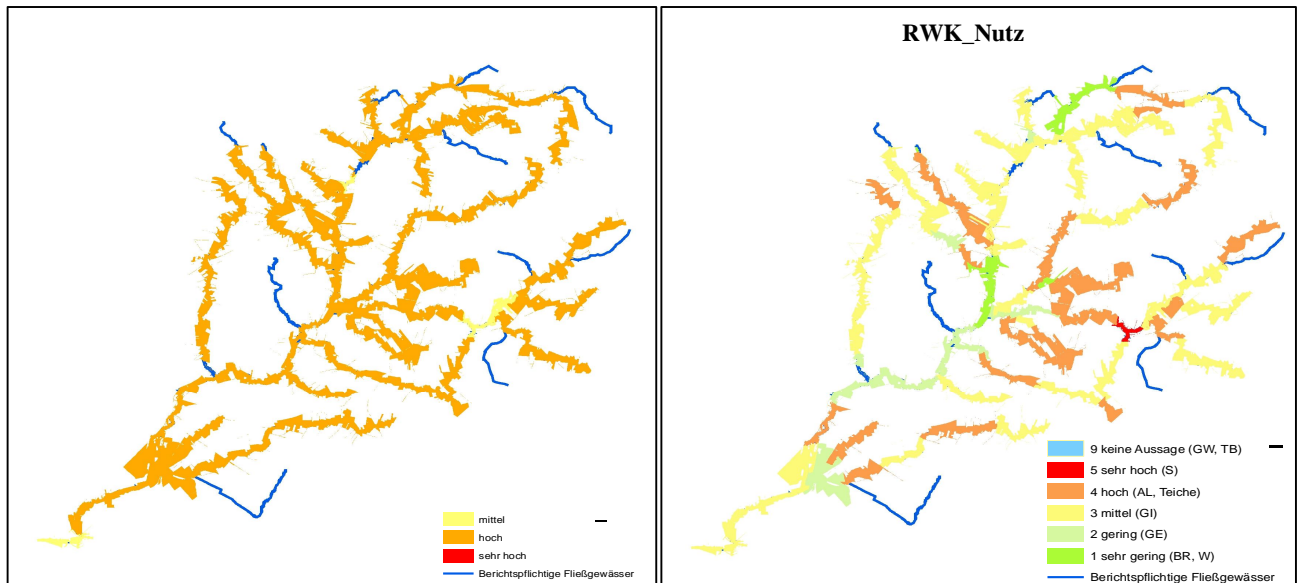 mittel
hoch
sehr hoch
Berichtspflichtige Fließgewässer
RWK_Nutz
9 keine Aussage (GW, TB)
5 sehr hoch (S)
4 hoch (AL, Teiche)
3 mittel (GI)
2 gering (GE)
1 sehr gering (BR, W)
Berichtspflichtige Fließgewässer